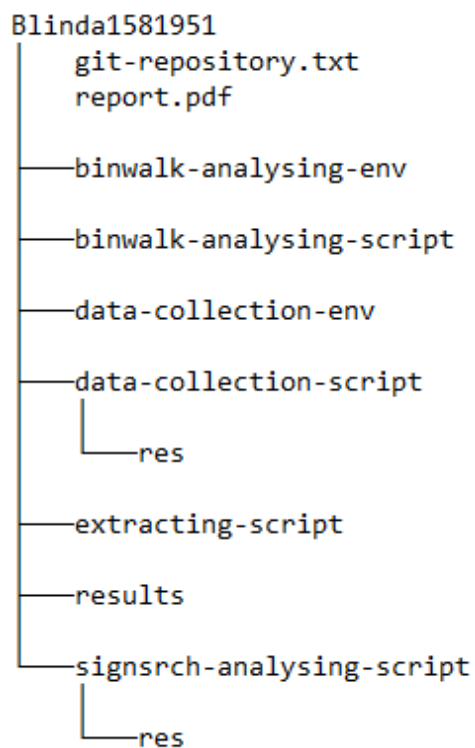 Blinda1581951
git-repository.txt
report.pdf
binwalk-analysing-env
binwalk-analysing-script
data-collection-env
data-collection-script
res
extracting-script
results
signsrch-analysing-script
res